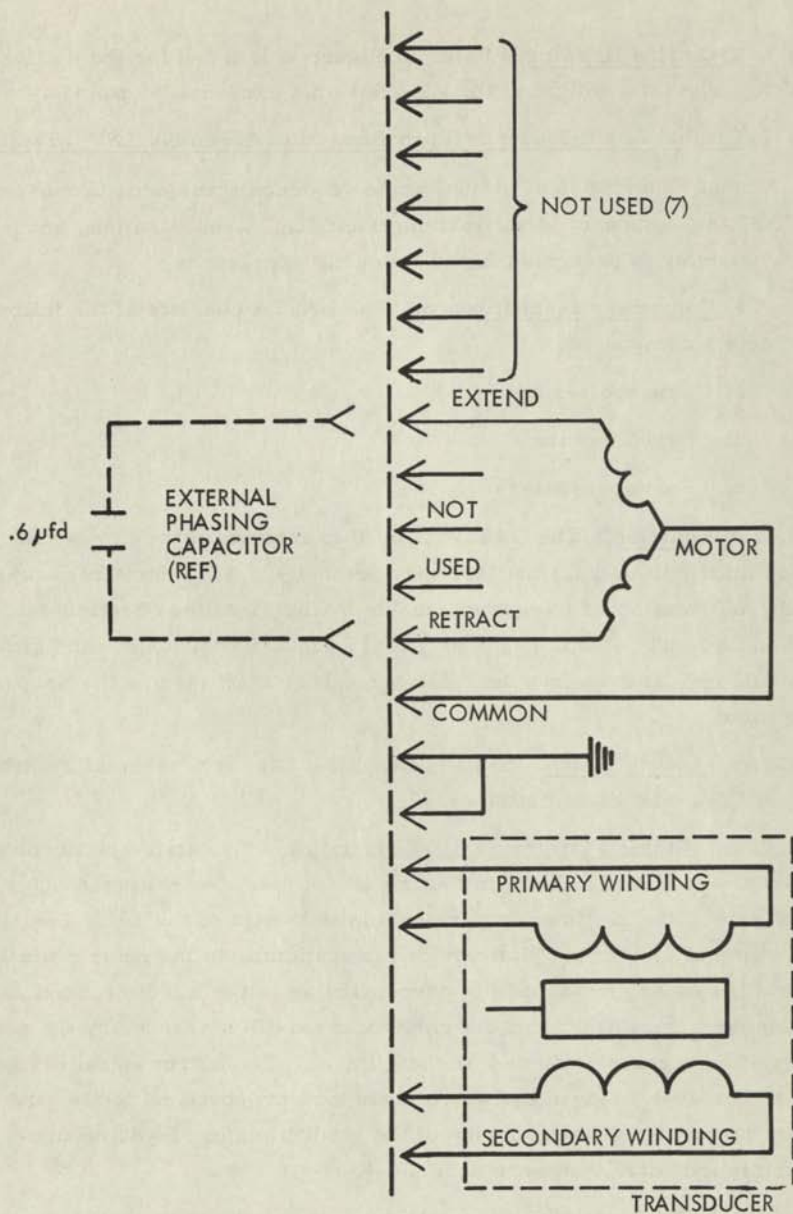 NOT USED (7)
EXTEND
.6 µfd
EXTERNAL
PHASING
CAPACITOR
(REF)
NOT
USED
MOTOR
RETRACT
COMMON
PRIMARY WINDING
SECONDARY WINDING
TRANSDUCER